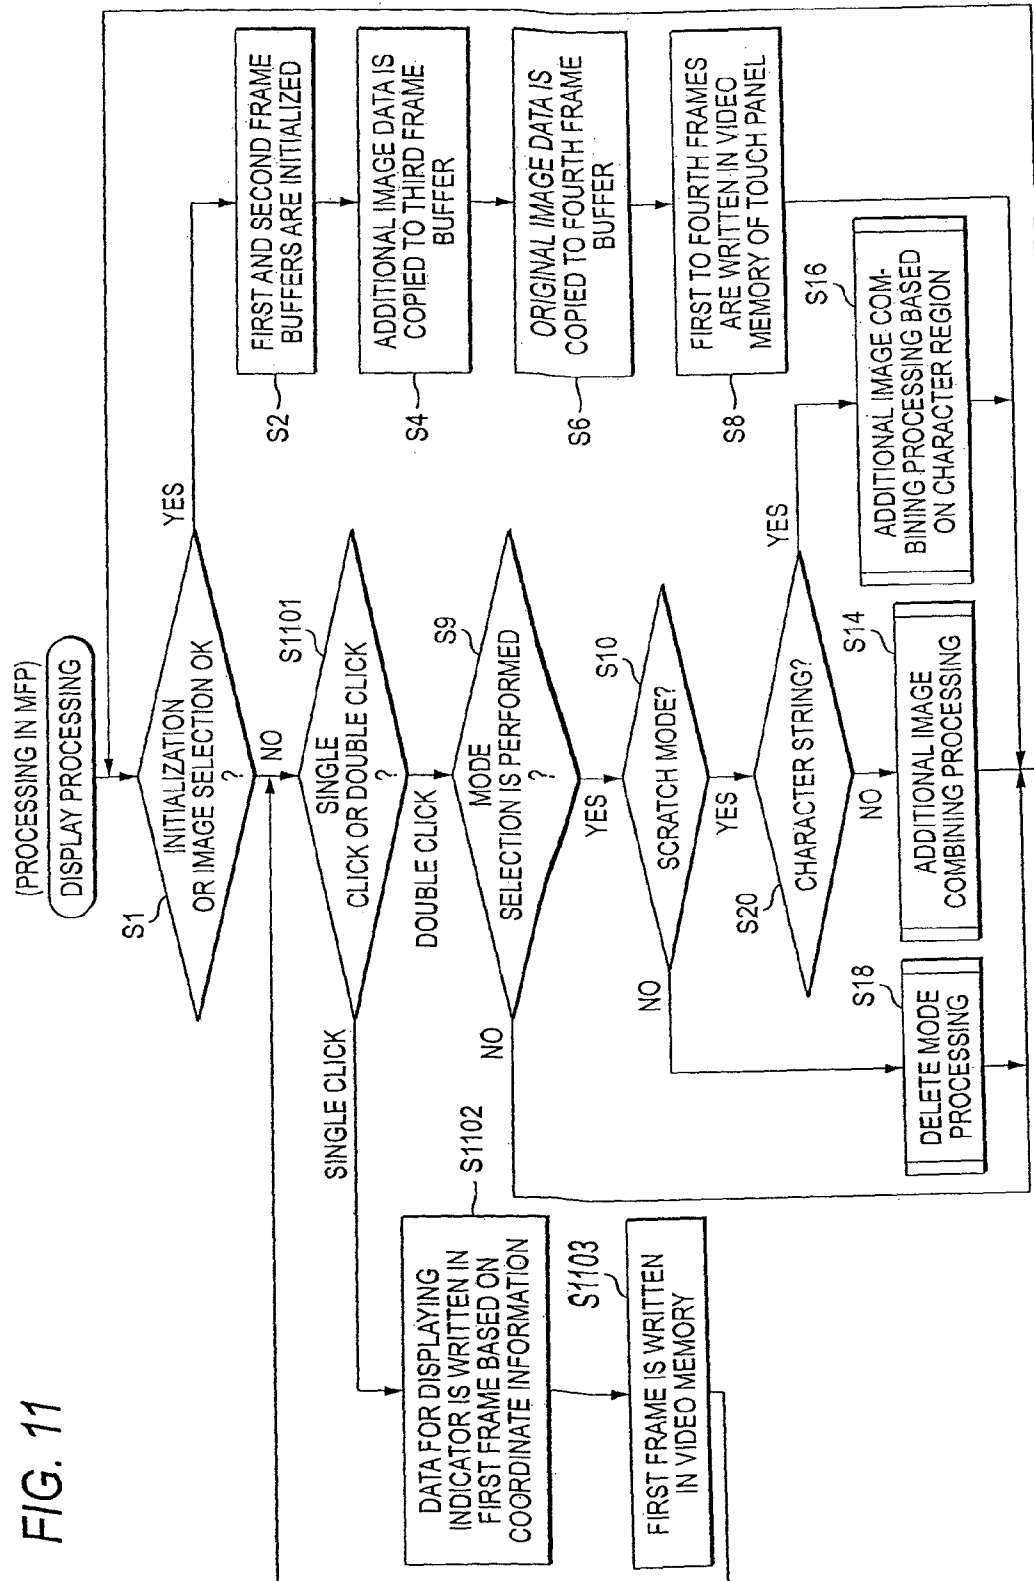 FIG. 11
(PROCESSING IN MFP)
DISPLAY PROCESSING
S1
INITIALIZATION
OR IMAGE SELECTION OK
?
YES
NO
S2
FIRST AND SECOND FRAME
BUFFERS ARE INITIALIZED
S4
ADDITIONAL IMAGE DATA IS
COPIED TO THIRD FRAME
BUFFER
S6
ORIGINAL IMAGE DATA IS
COPIED TO FOURTH FRAME
BUFFER
S8
FIRST TO FOURTH FRAMES
ARE WRITTEN IN VIDEO
MEMORY OF TOUCH PANEL
S1101
SINGLE
CLICK OR DOUBLE CLICK
?
SINGLE CLICK
DOUBLE CLICK
S1102
DATA FOR DISPLAYING
INDICATOR IS WRITTEN IN
FIRST FRAME BASED ON
COORDINATE INFORMATION
S1103
FIRST FRAME IS WRITTEN
IN VIDEO MEMORY
S9
MODE
SELECTION IS PERFORMED
?
NO
YES
S10
SCRATCH MODE?
NO
YES
S20
CHARACTER STRING?
YES
NO
S18
DELETE MODE
PROCESSING
S14
ADDITIONAL IMAGE
COMBINING PROCESSING
S16
ADDITIONAL IMAGE COM-
BINING PROCESSING BASED
ON CHARACTER REGION